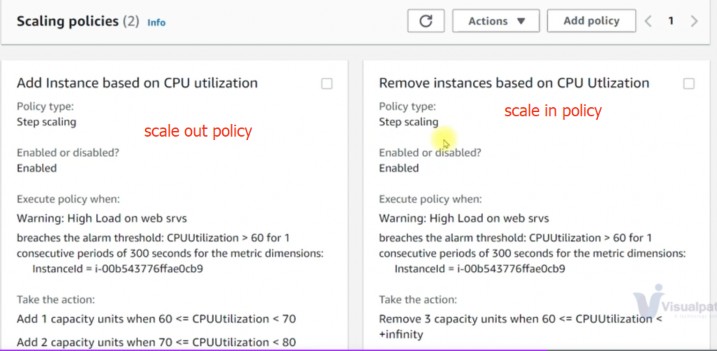 Scaling policies (2) Info
Actions ▼
Add policy
1
Add Instance based on CPU utilization
Policy type:
Step scaling
scale out policy
Enabled or disabled?
Enabled
Execute policy when:
Warning: High Load on web srvs
breaches the alarm threshold: CPUUtilization > 60 for 1
consecutive periods of 300 seconds for the metric dimensions:
InstanceId = i-00b543776ffae0cb9
Take the action:
Add 1 capacity units when 60 <= CPUUtilization < 70
Add 2 capacity units when 70 <= CPUUtilization < 80
Remove instances based on CPU Utlization
Policy type:
Step scaling
scale in policy
Enabled or disabled?
Enabled
Execute policy when:
Warning: High Load on web srvs
breaches the alarm threshold: CPUUtilization > 60 for 1
consecutive periods of 300 seconds for the metric dimensions:
InstanceId = i-00b543776ffae0cb9
Take the action:
Remove 3 capacity units when 60 <= CPUUtilization <
+infinity
Visualpat